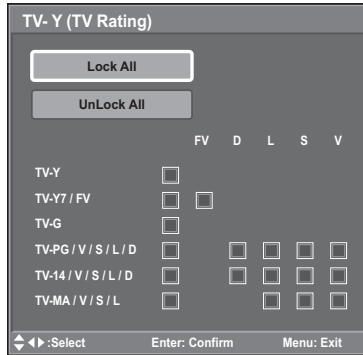 TV- Y (TV Rating)
Lock All
UnLock All
FV D L S V
TV-Y
TV-Y7 / FV
TV-G
TV-PG / V / S / L / D
TV-14 / V / S / L / D
TV-MA / V / S / L
:Select Enter: Confirm Menu: Exit